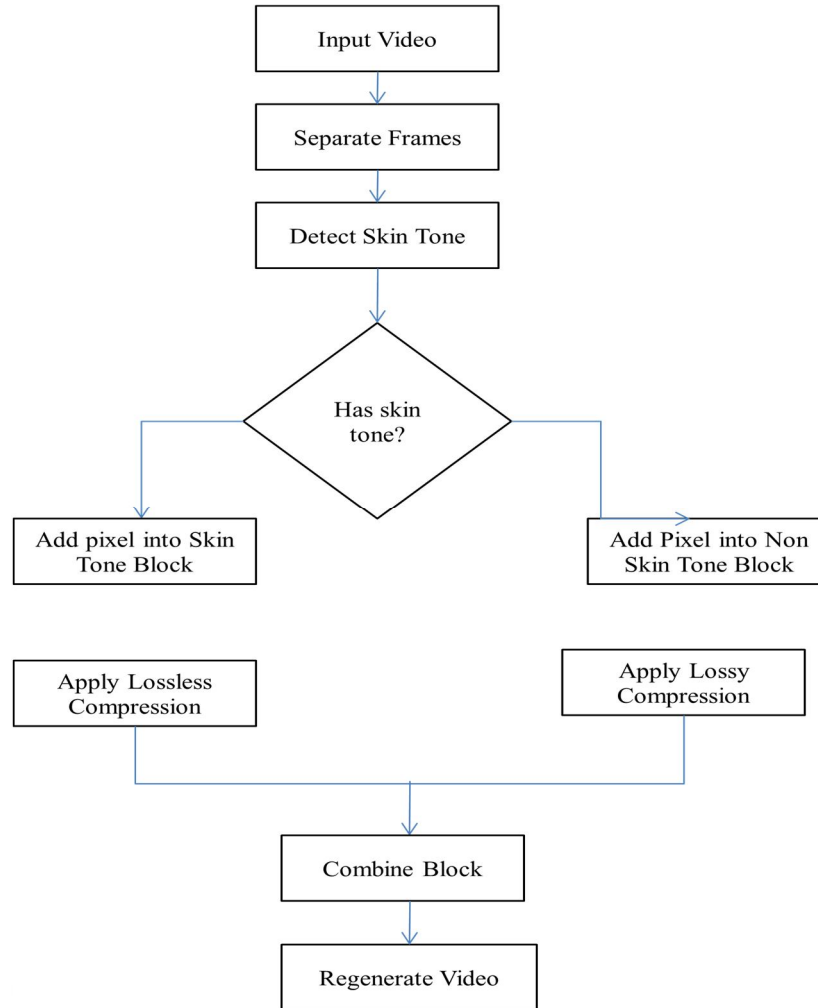 Input Video
Separate Frames
Detect Skin Tone
Has skin
tone?
Add pixel into Skin
Tone Block
Add Pixel into Non
Skin Tone Block
Apply Lossless
Compression
Apply Lossy
Compression
Combine Block
Regenerate Video